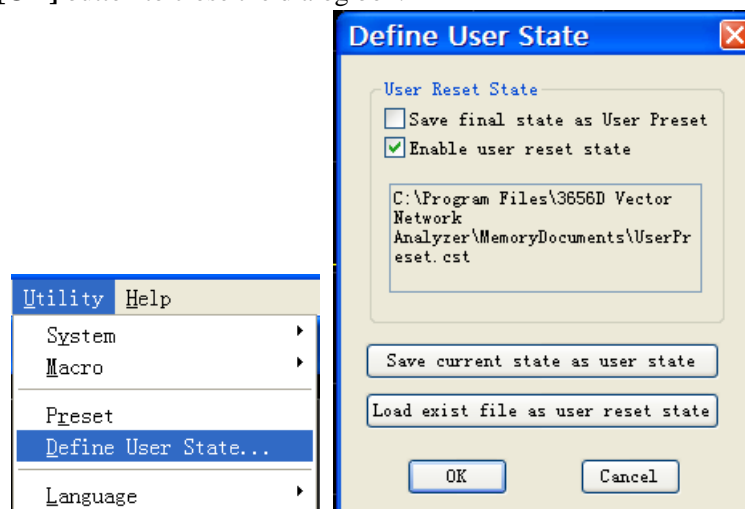 Define User State
User Reset State
Save final state as User Preset
Enable user reset state
C:\Program Files\3656D Vector
Network
Analyzer\MemoryDocuments\UserPr
eset.cst
Utility Help
System
Macro
Preset
Define User State...
Language
Save current state as user state
Load exist file as user reset state
OK Cancel